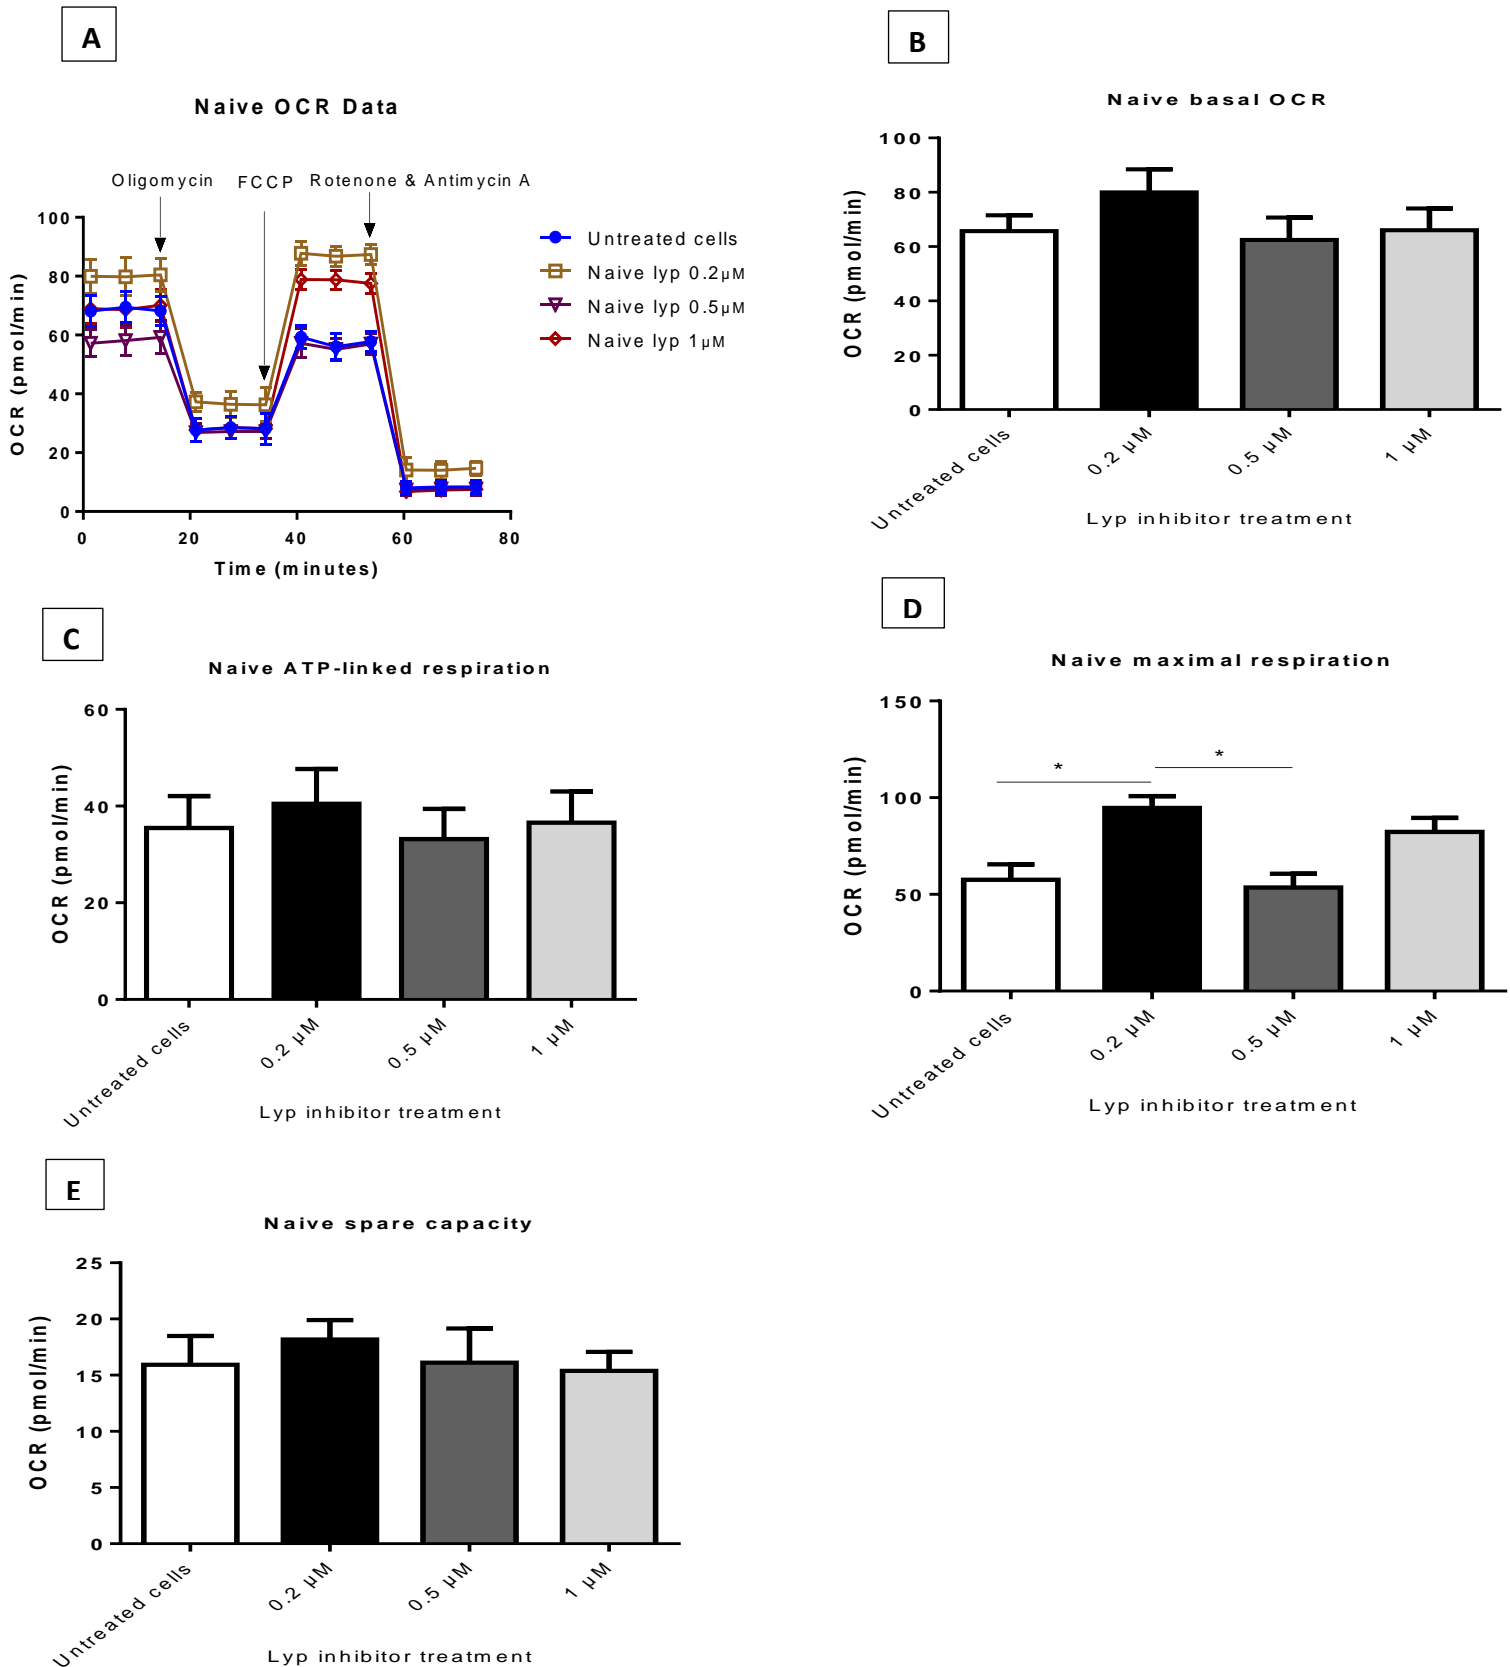 A
Naive OCR Data
Oligomycin FCCP Rotenone & Antimycin A
100
80
60
40
20
0
OCR (pmol/min)
0 20 40 60 80
Time (minutes)
Untreated cells
Naive lyp 0.2µM
Naive lyp 0.5µM
Naive lyp 1µM
B
Naive basal OCR
100
80
60
40
20
0
OCR (pmol/min)
Untreated cells 0.2 µM 0.5 µM 1 µM
Lyp inhibitor treatment
C
Naive ATP-linked respiration
60
40
20
0
OCR (pmol/min)
Untreated cells 0.2 µM 0.5 µM 1 µM
Lyp inhibitor treatment
D
Naive maximal respiration
150
100
50
0
OCR (pmol/min)
* *
Untreated cells 0.2 µM 0.5 µM 1 µM
Lyp inhibitor treatment
E
Naive spare capacity
25
20
15
10
5
0
OCR (pmol/min)
Untreated cells 0.2 µM 0.5 µM 1 µM
Lyp inhibitor treatment